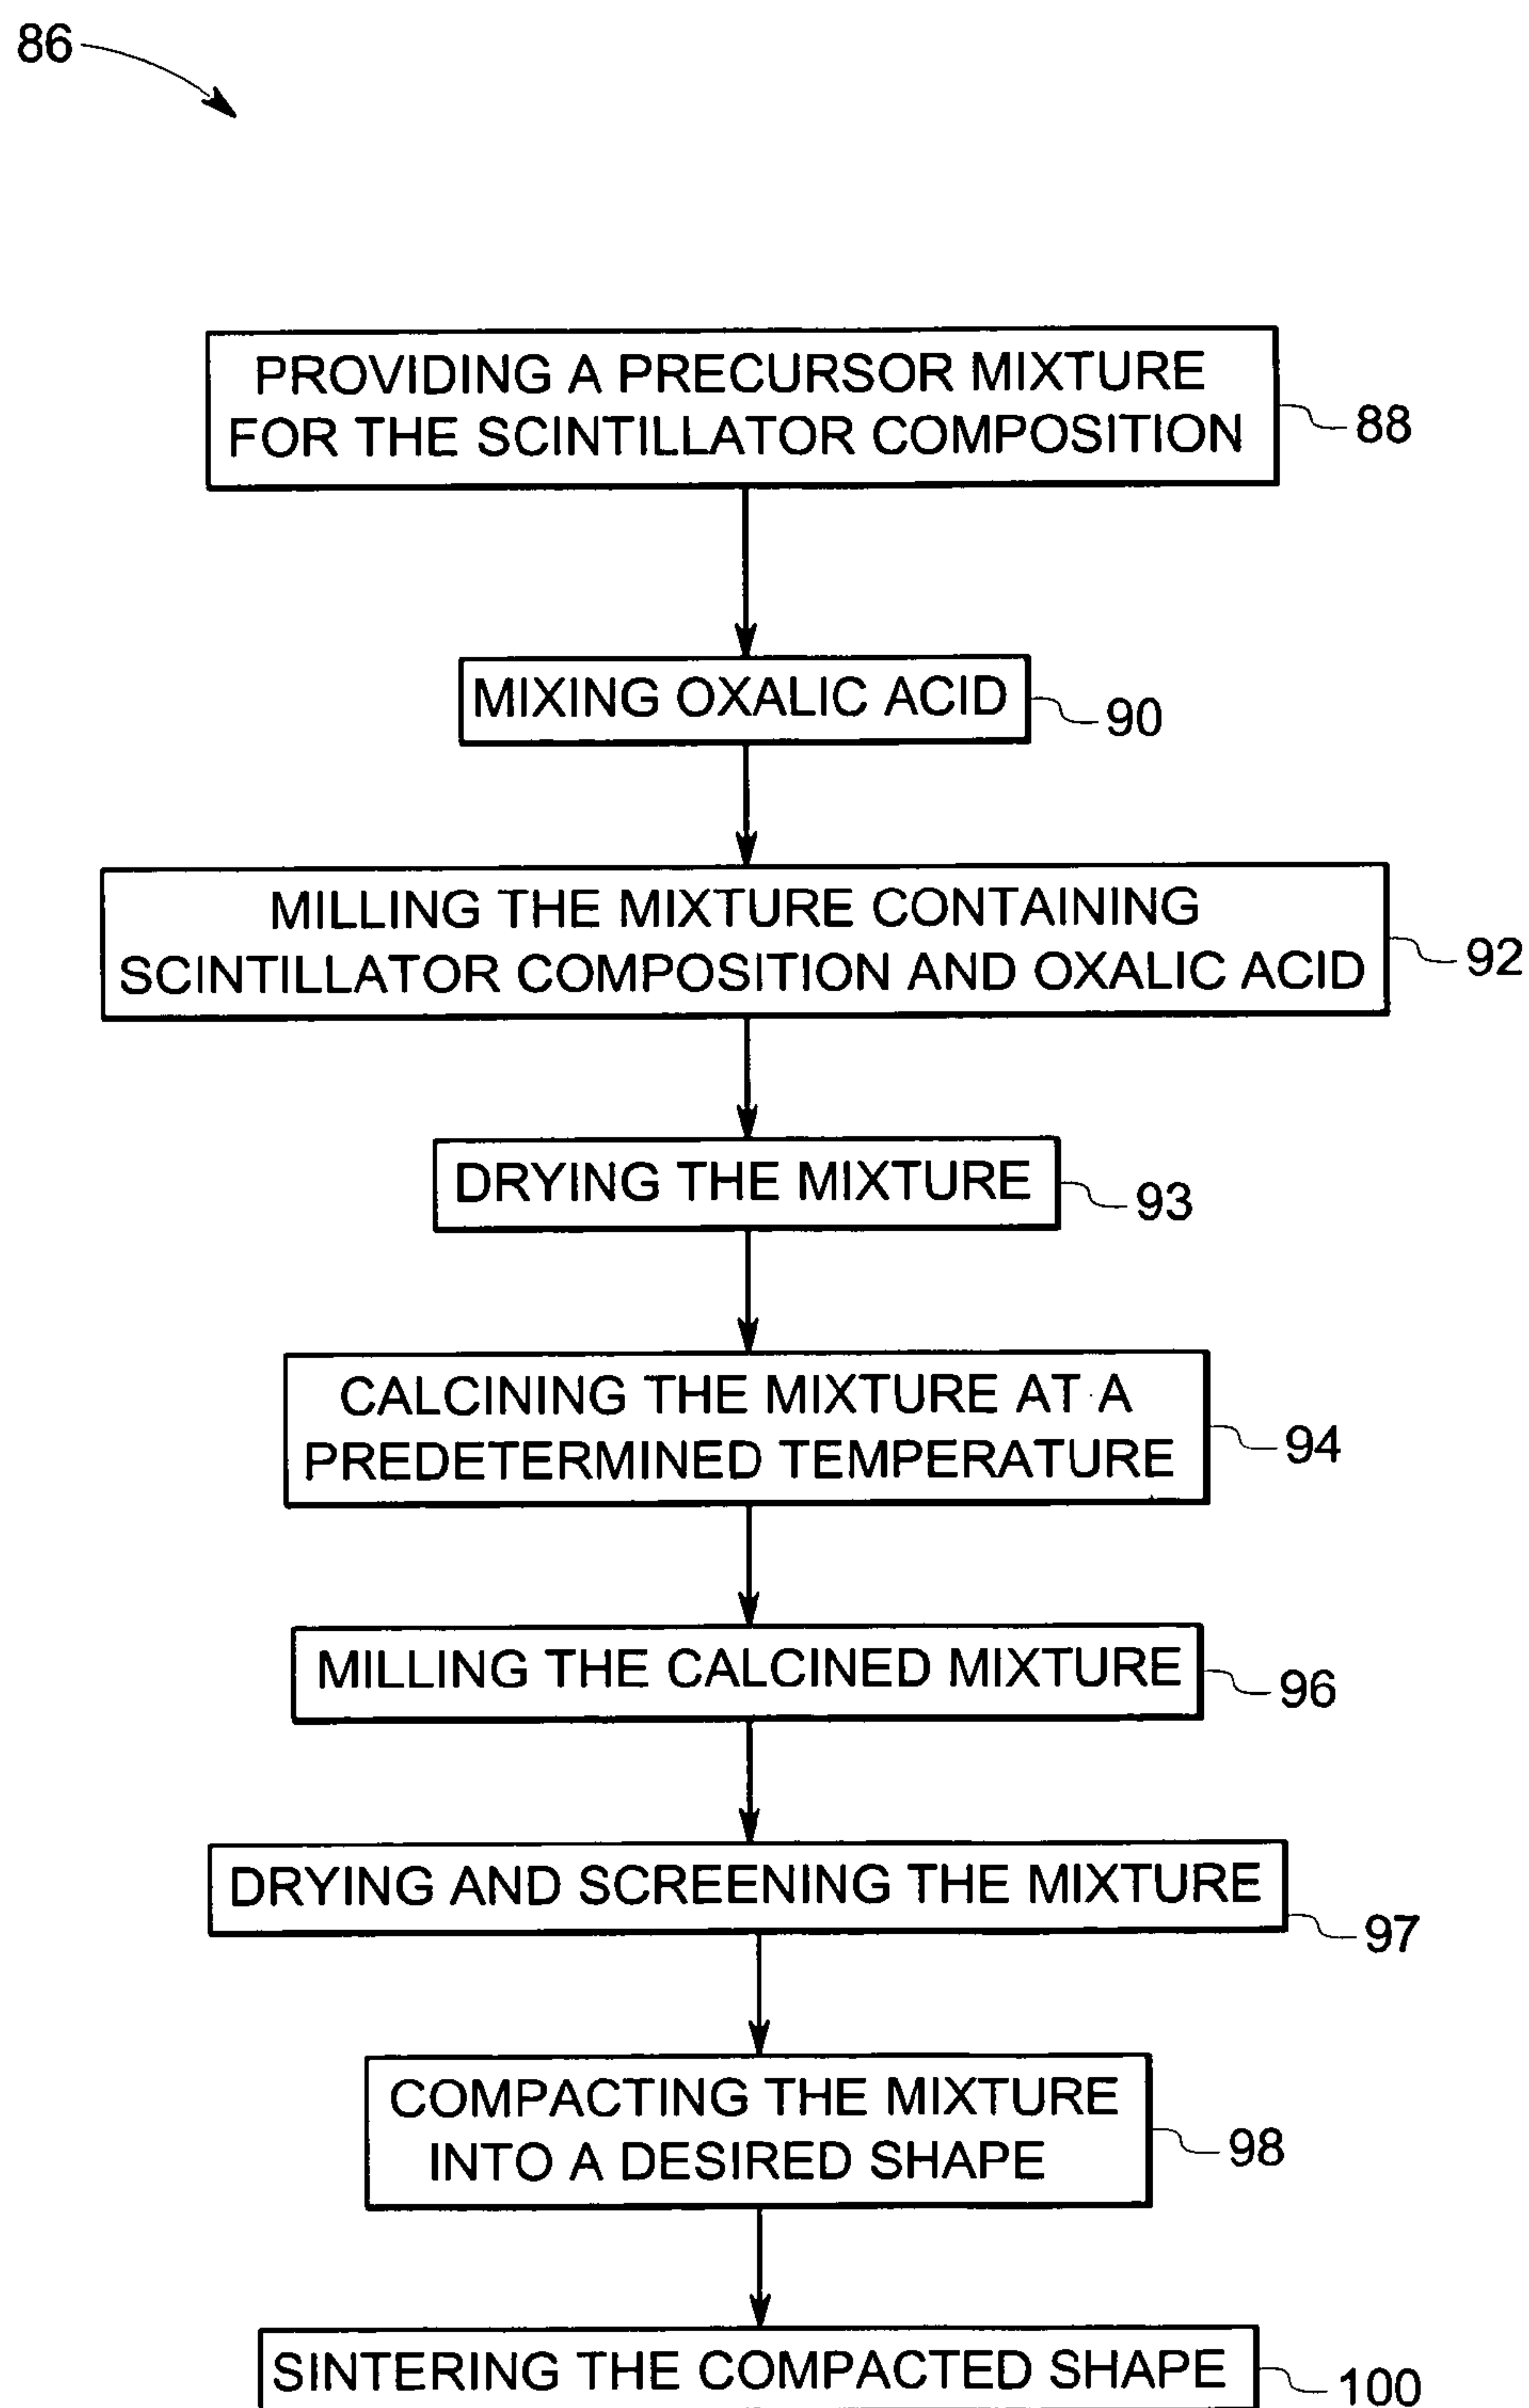 86
PROVIDING A PRECURSOR MIXTURE
FOR THE SCINTILLATOR COMPOSITION
88
MIXING OXALIC ACID
90
MILLING THE MIXTURE CONTAINING
SCINTILLATOR COMPOSITION AND OXALIC ACID
92
DRYING THE MIXTURE
93
CALCINING THE MIXTURE AT A
PREDETERMINED TEMPERATURE
94
MILLING THE CALCINED MIXTURE
96
DRYING AND SCREENING THE MIXTURE
97
COMPACTING THE MIXTURE
INTO A DESIRED SHAPE
98
SINTERING THE COMPACTED SHAPE
100